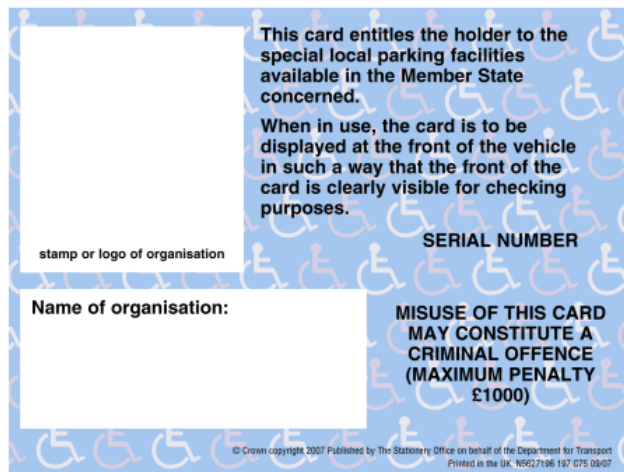 This card entitles the holder to the
special local parking facilities
available in the Member State
concerned.
When in use, the card is to be
displayed at the front of the vehicle
in such a way that the front of the
card is clearly visible for checking
purposes.
stamp or logo of organisation
SERIAL NUMBER
Name of organisation:
MISUSE OF THIS CARD
MAY CONSTITUTE A
CRIMINAL OFFENCE
(MAXIMUM PENALTY
£1000)
© Crown copyright 2007 Published by The Stationery Office on behalf of the Department for Transport
Printed in the UK. N5627196 197 C75 09/07